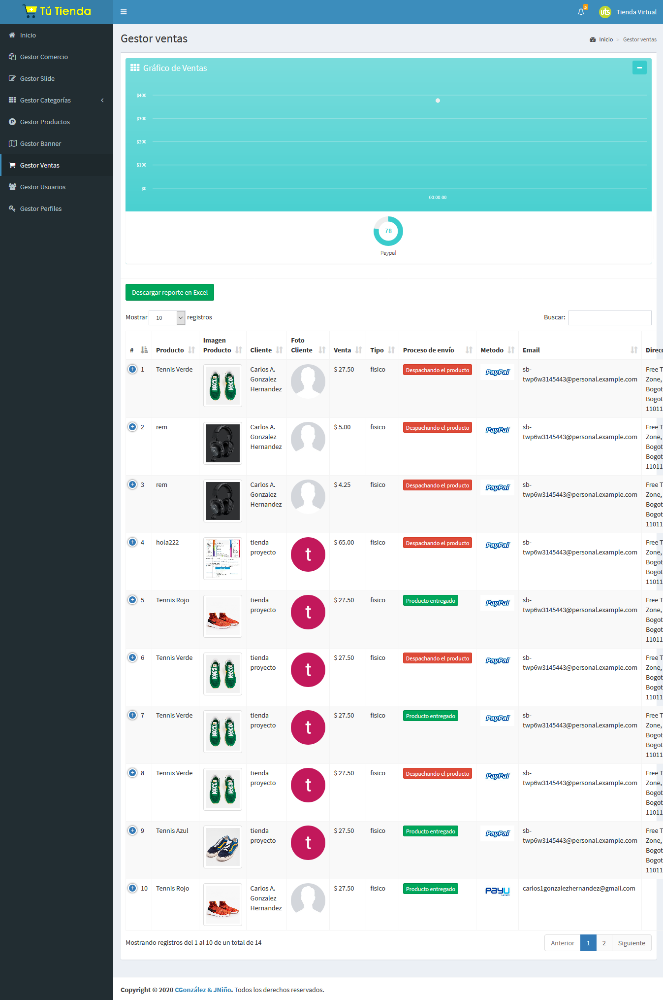 Tú Tienda
5
uts
Tienda Virtual
Inicio
Gestor Comercio
Gestor Slide
Gestor Categorías
Gestor Productos
Gestor Banner
Gestor Ventas
Gestor Usuarios
Gestor Perfiles
Gestor ventas
Inicio > Gestor ventas
Gráfico de Ventas
$400
$300
$200
$100
$0
00:00:00
78
Paypal
Descargar reporte en Excel
Mostrar 10 registros
Buscar:
# Producto Imagen Producto Cliente Foto Cliente Venta Tipo Proceso de envío Metodo Email
1 Tennis Verde Carlos A. Gonzalez Hernandez $ 27.50 fisico Despachando el producto PayPal sb-twp6w3145443@personal.example.com Free T Zone, Bogot Bogot 11011
2 rem Carlos A. Gonzalez Hernandez $ 5.00 fisico Despachando el producto PayPal sb-twp6w3145443@personal.example.com Free T Zone, Bogot Bogot 11011
3 rem Carlos A. Gonzalez Hernandez $ 4.25 fisico Despachando el producto PayPal sb-twp6w3145443@personal.example.com Free T Zone, Bogot Bogot 11011
4 hola222 tienda proyecto t $ 65.00 fisico Despachando el producto PayPal sb-twp6w3145443@personal.example.com Free T Zone, Bogot Bogot 11011
5 Tennis Rojo tienda proyecto t $ 27.50 fisico Producto entregado PayPal sb-twp6w3145443@personal.example.com Free T Zone, Bogot Bogot 11011
6 Tennis Verde tienda proyecto t $ 27.50 fisico Despachando el producto PayPal sb-twp6w3145443@personal.example.com Free T Zone, Bogot Bogot 11011
7 Tennis Verde tienda proyecto t $ 27.50 fisico Producto entregado PayPal sb-twp6w3145443@personal.example.com Free T Zone, Bogot Bogot 11011
8 Tennis Verde tienda proyecto t $ 27.50 fisico Despachando el producto PayPal sb-twp6w3145443@personal.example.com Free T Zone, Bogot Bogot 11011
9 Tennis Azul tienda proyecto t $ 27.50 fisico Producto entregado PayPal sb-twp6w3145443@personal.example.com Free T Zone, Bogot Bogot 11011
10 Tennis Rojo Carlos A. Gonzalez Hernandez $ 27.50 fisico Producto entregado PayU carlos1gonzalezhernandez@gmail.com
Mostrando registros del 1 al 10 de un total de 14
Anterior 1 2 Siguiente
Copyright © 2020 CGonzález & JNiño. Todos los derechos reservados.